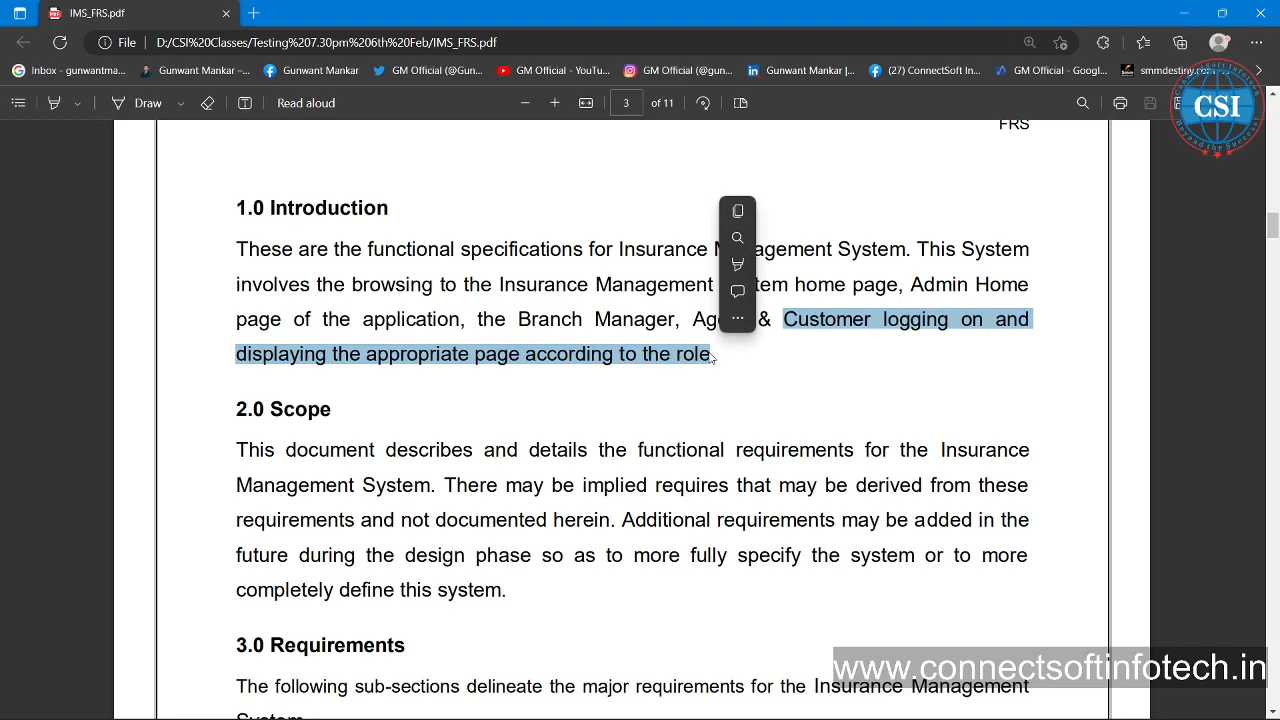 IMS_FRS.pdf
File D:/CSI%20Classes/Testing%207.30pm%206th%20Feb/IMS_FRS.pdf
Inbox - gunwantma... Gunwant Mankar –... Gunwant Mankar GM Official (@Gun... GM Official - YouTu... GM Official (@gun... Gunwant Mankar |... (27) ConnectSoft In... GM Official - Googl...
Draw Read aloud 3 of 11
CSI
Beyond the Success
FRS
1.0 Introduction
These are the functional specifications for Insurance Management System. This System
involves the browsing to the Insurance Management System home page, Admin Home
page of the application, the Branch Manager, Agent & Customer logging on and
displaying the appropriate page according to the role
2.0 Scope
This document describes and details the functional requirements for the Insurance
Management System. There may be implied requires that may be derived from these
requirements and not documented herein. Additional requirements may be added in the
future during the design phase so as to more fully specify the system or to more
completely define this system.
3.0 Requirements
The following sub-sections delineate the major requirements for the Insurance Management
System
www.connectsoftinfotech.in